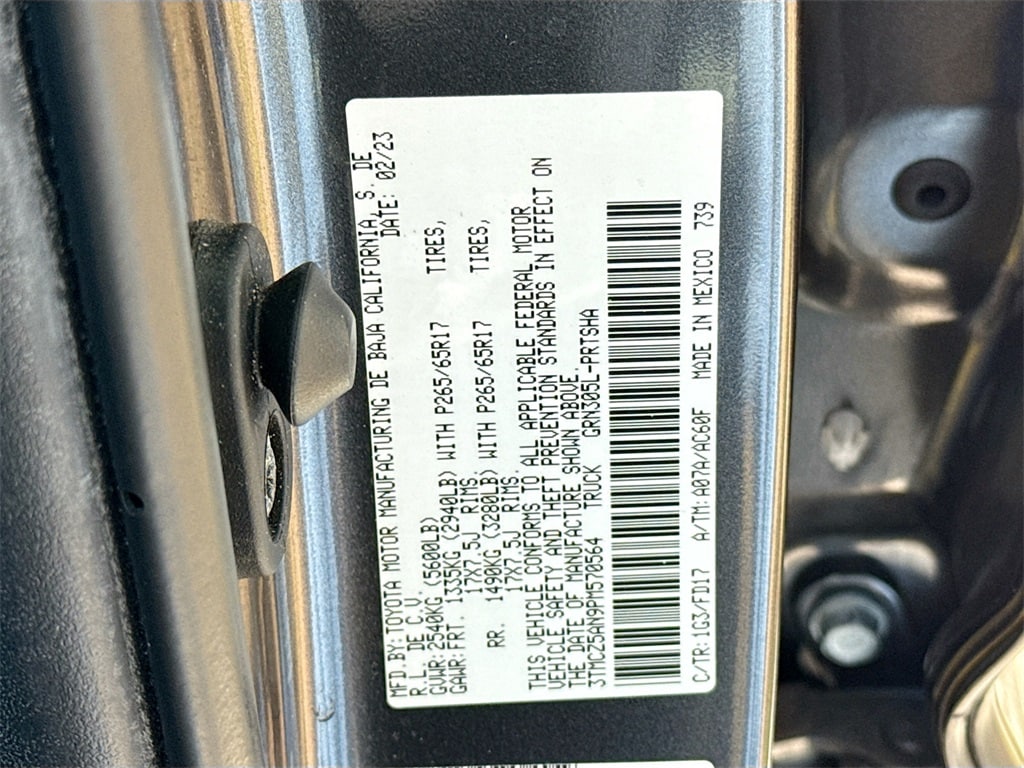 MFD.BY:TOYOTA MOTOR MANUFACTURING DE BAJA CALIFORNIA, S. DE
R.L. DE C.V. DATE: 02/23
GVWR:2540KG (5600LB)
GAWR:FRT. 1335KG (2940LB) WITH P265/65R17 TIRES,
17X7.5J RIMS
RR. 1490KG (3280LB) WITH P265/65R17 TIRES,
17X7.5J RIMS.
THIS VEHICLE CONFORMS TO ALL APPLICABLE FEDERAL MOTOR
VEHICLE SAFETY AND THEFT PREVENTION STANDARDS IN EFFECT ON
THE DATE OF MANUFACTURE SHOWN ABOVE.
3TMCZ5AN9PM570564 TRUCK GRN305L-PRTSHA
C/TR:1G3/FD17 A/TM:A07A/AC60F MADE IN MEXICO 739